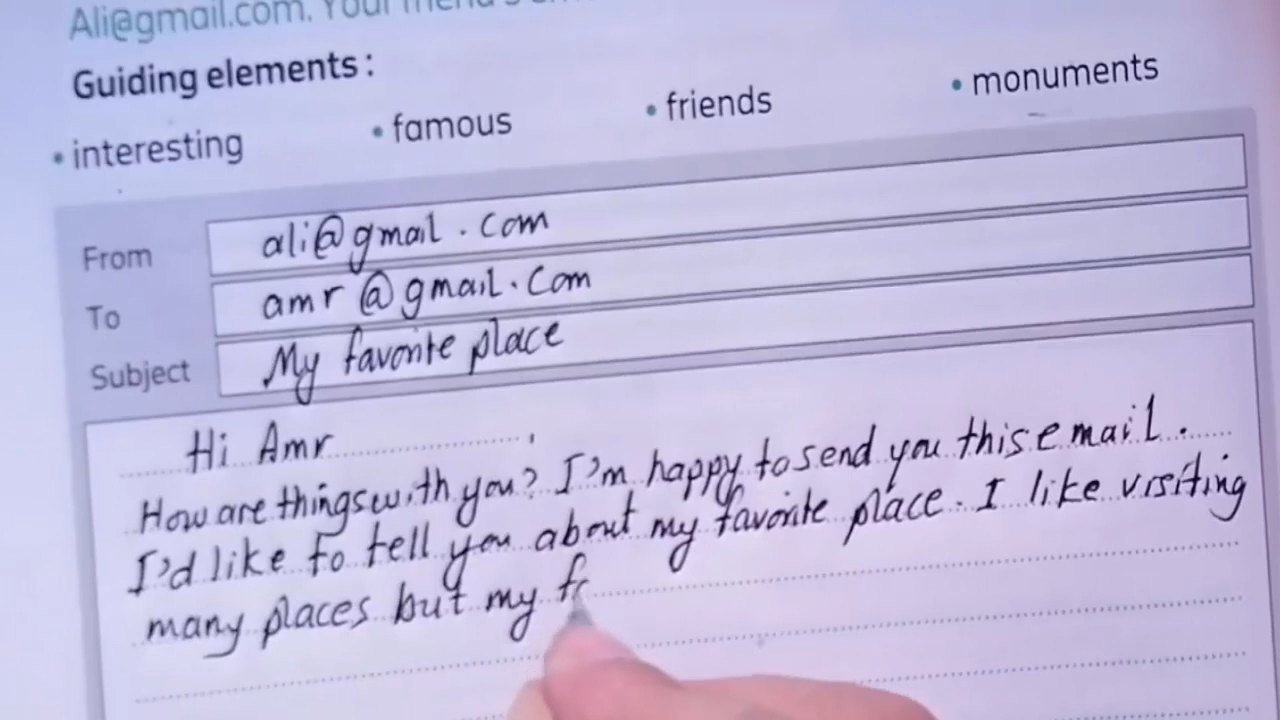 Ali@gmail.com. Your friend's
Guiding elements:
• interesting • famous • friends • monuments
From ali@gmail.com
To amr@gmail.Com
Subject My favorite place
Hi Amr,
How are things with you? I'm happy to send you this email.
I'd like to tell you about my favorite place. I like visiting
many places but my